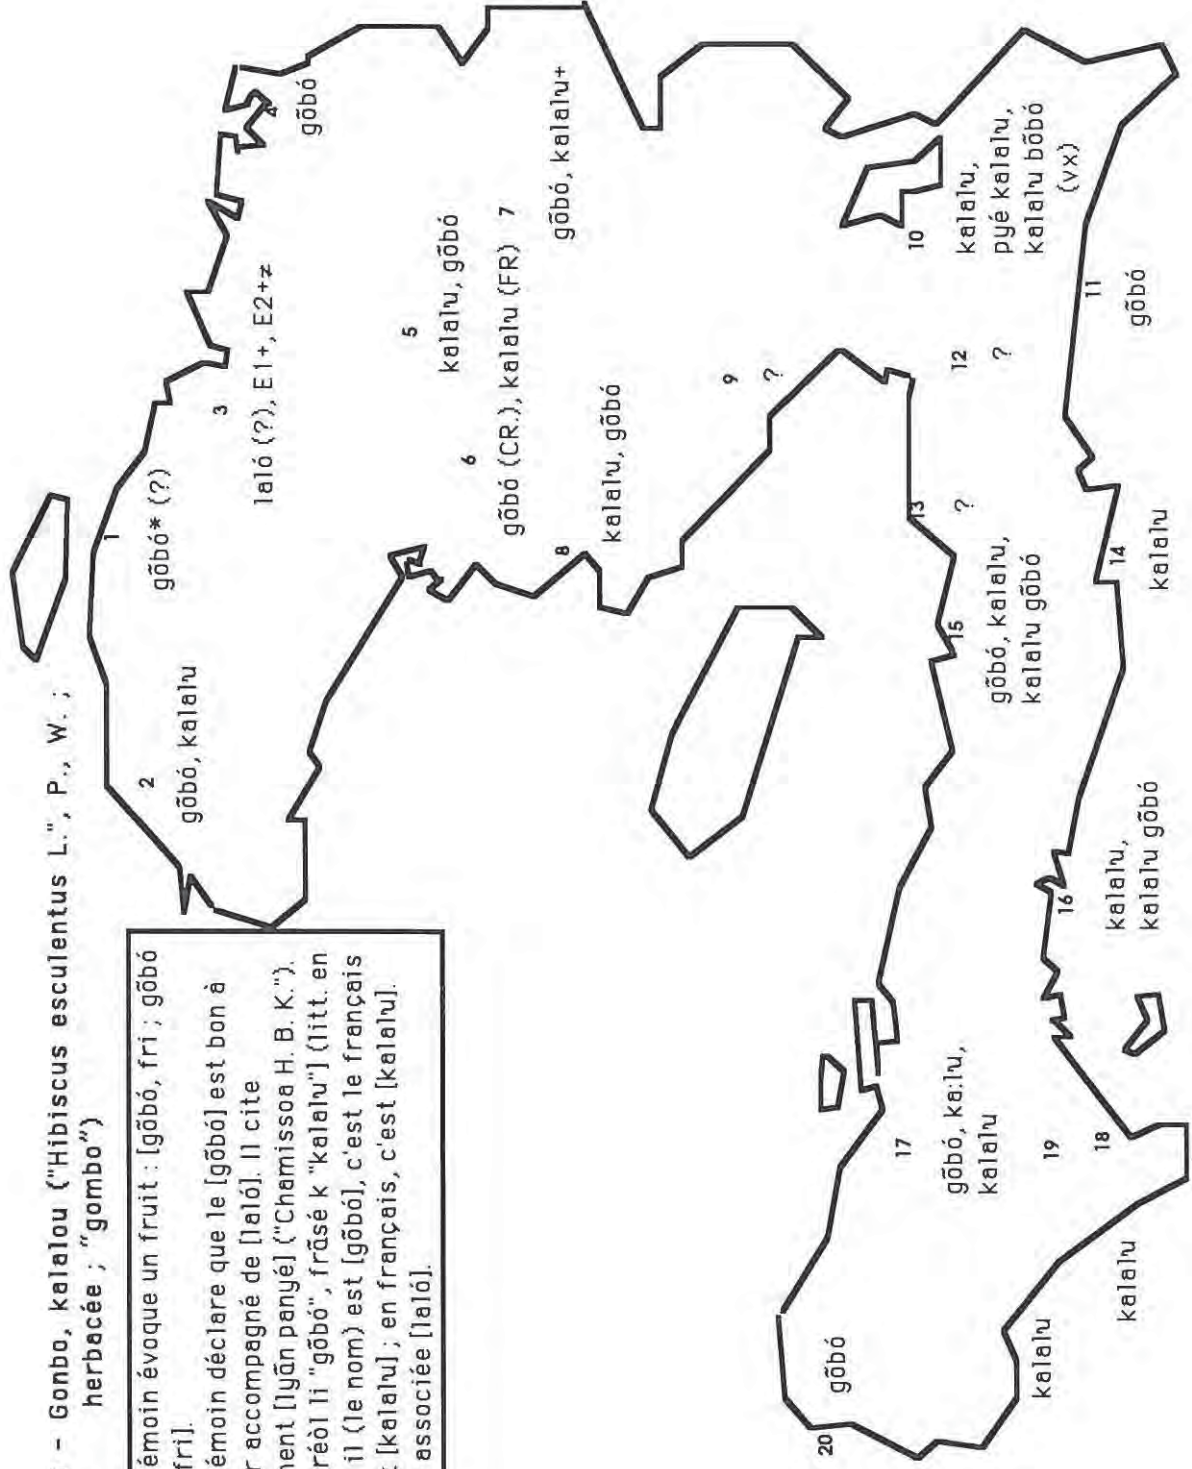 - Gonbo, kalalou ("Hibiscus esculentus L.", P., W. ;
herbacée ; "gombo")
émoin évoque un fruit : [gõbó, fri ; gõbó
fri].
émoin déclare que le [gõbó] est bon à
r accompagné de [laló]. Il cite
ment [lyãn panyé] ("Chamissoa H. B. K.").
réòl li "gõbó", frãsé k "kalalu"] (litt. en
il (le nom) est [gõbó], c'est le français
t [kalalu] ; en français, c'est [kalalu].
associée [laló].
1
gõbó* (?)
2
gõbó, kalalu
3
laló (?), E1+, E2+≠
4
gõbó
5
kalalu, gõbó
6
gõbó (CR.), kalalu (FR)
7
gõbó, kalalu+
8
kalalu, gõbó
9
?
10
kalalu,
pyé kalalu,
kalalu bõbó
(vx)
11
gõbó
12
?
13
?
14
kalalu
15
gõbó, kalalu,
kalalu gõbó
16
kalalu,
kalalu gõbó
17
gõbó, ka:lu,
kalalu
18
kalalu
19
kalalu
20
gõbó